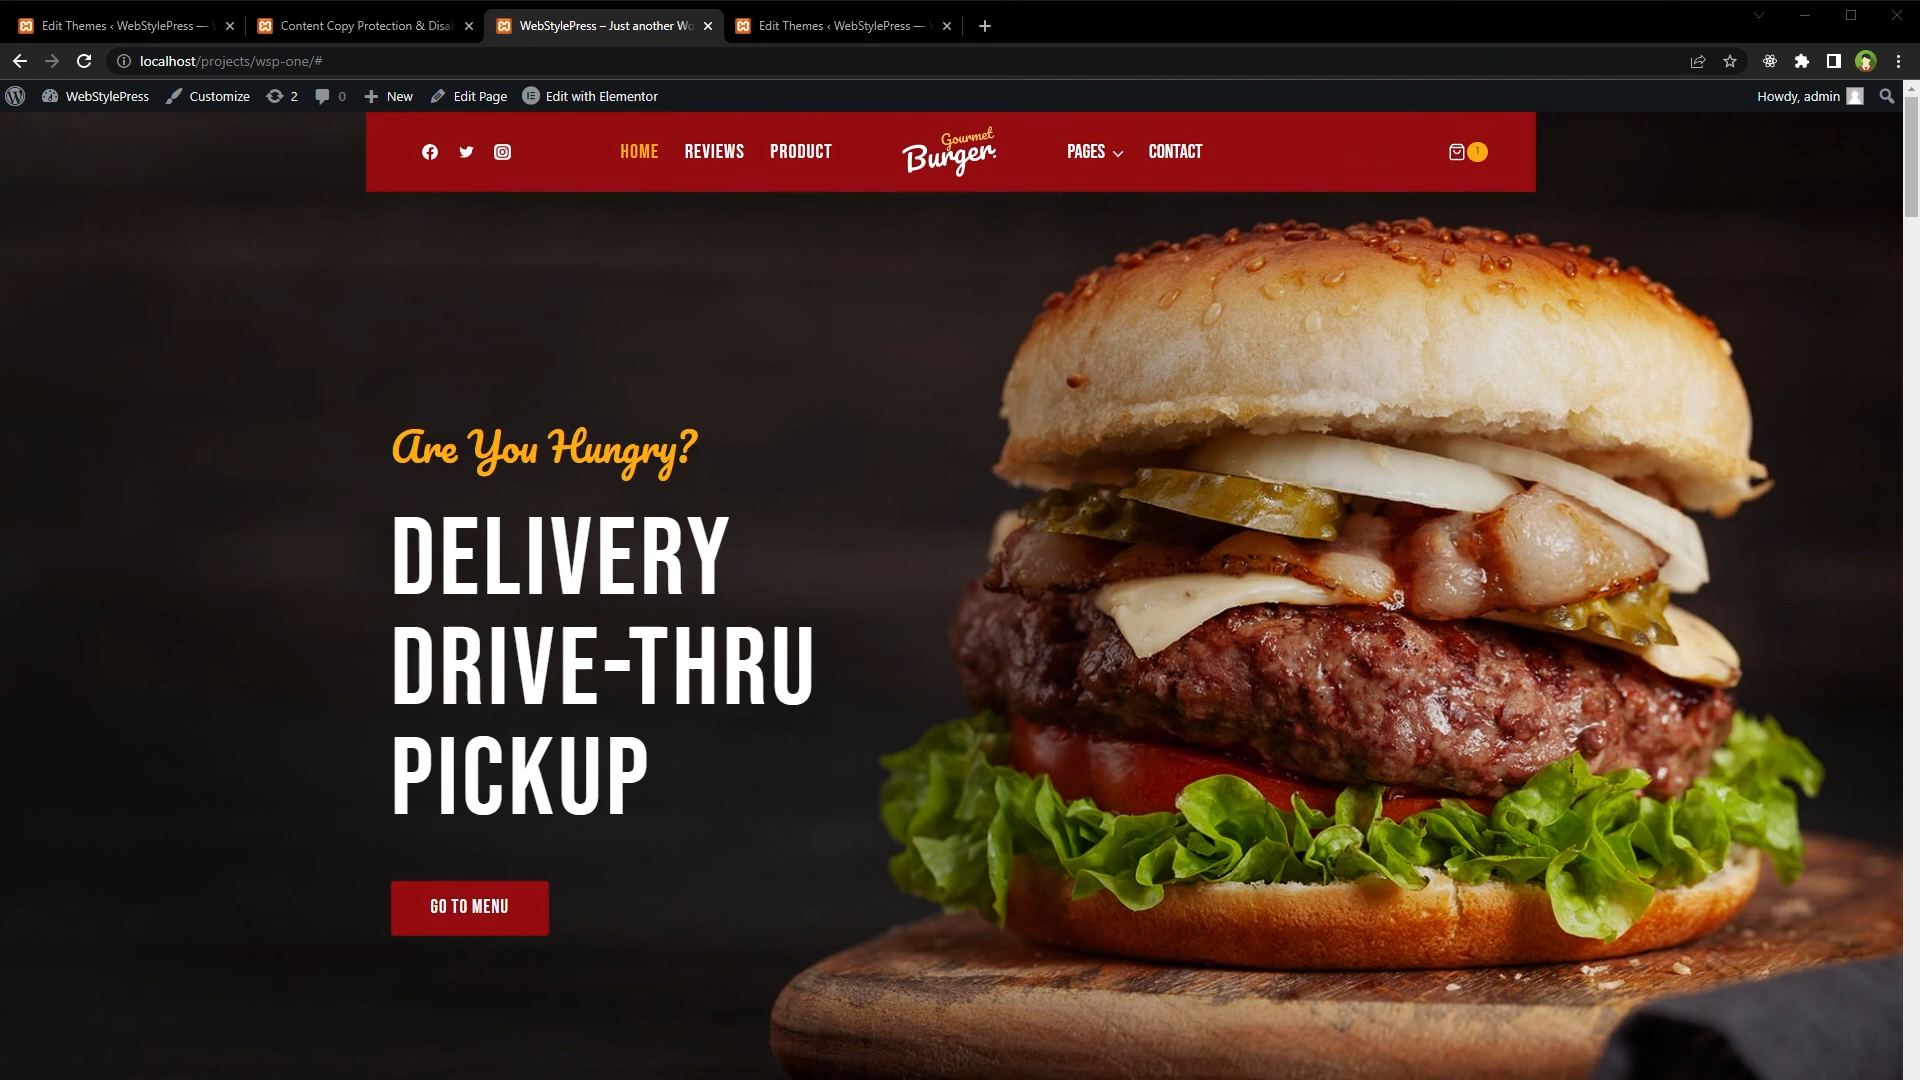 Edit Themes ‹ WebStylePress —
Content Copy Protection & Disa
WebStylePress – Just another Wo
Edit Themes ‹ WebStylePress —
localhost/projects/wsp-one/#
WebStylePress
Customize
2
0
New
Edit Page
Edit with Elementor
Howdy, admin
HOME
REVIEWS
PRODUCT
Gourmet
Burger
PAGES
CONTACT
1
Are You Hungry?
DELIVERY
DRIVE-THRU
PICKUP
GO TO MENU